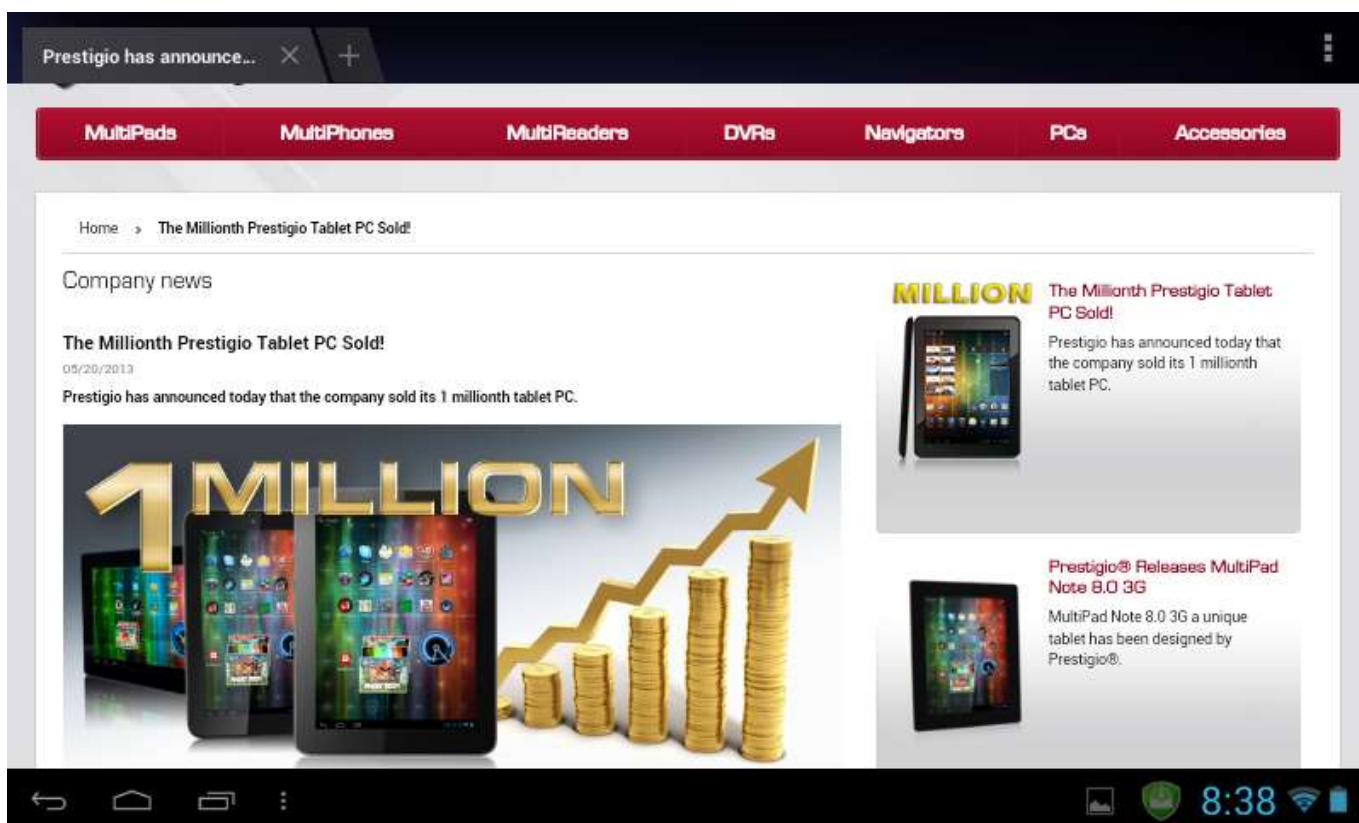 Prestigio has announce...
MultiPads MultiPhones MultiReaders DVRs Navigators PCs Accessories
Home › The Millionth Prestigio Tablet PC Sold!
Company news
The Millionth Prestigio Tablet PC Sold!
05/20/2013
Prestigio has announced today that the company sold its 1 millionth tablet PC.
1 MILLION
MILLION
The Millionth Prestigio Tablet
PC Sold!
Prestigio has announced today that
the company sold its 1 millionth
tablet PC.
Prestigio® Releases MultiPad
Note 8.0 3G
MultiPad Note 8.0 3G a unique
tablet has been designed by
Prestigio®.
8:38